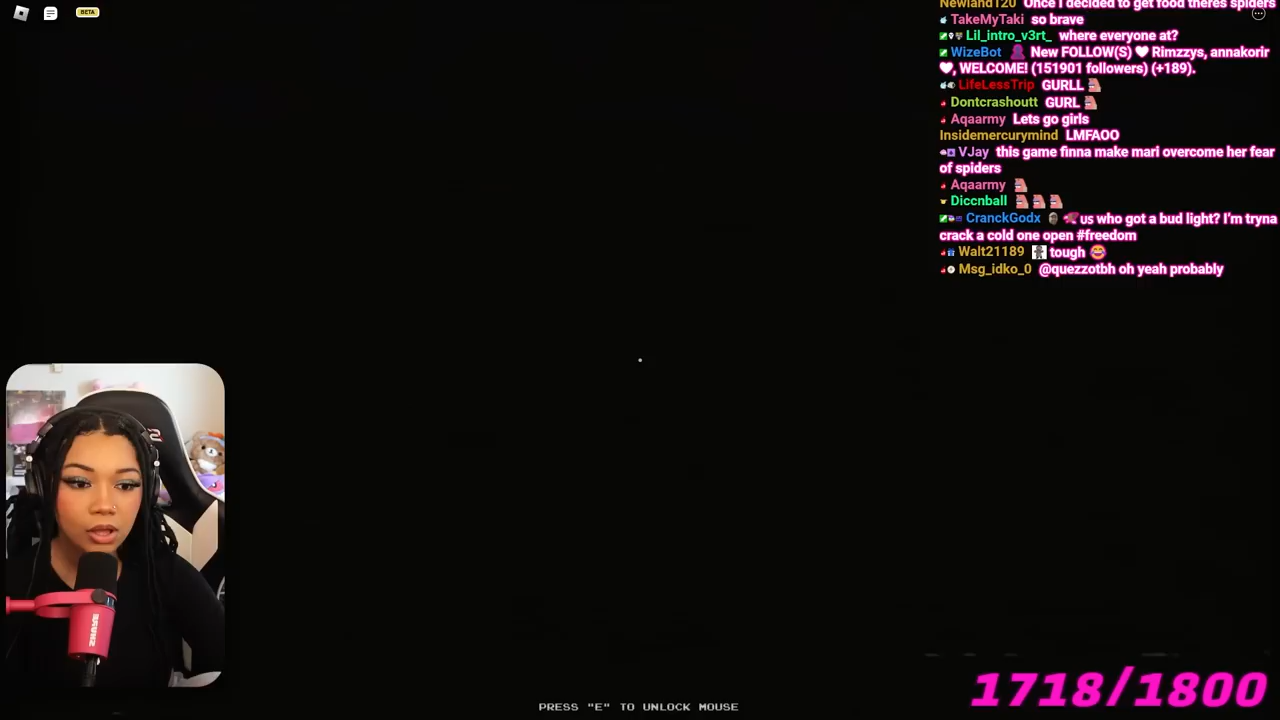 BETA
Newland120 Once I decided to get food theres spiders
TakeMyTaki so brave
Lil_intro_v3rt_ where everyone at?
WizeBot New FOLLOW(S) Rimzzys, annakorir
, WELCOME! (151901 followers) (+189).
LifeLessTrip GURLL
Dontcrashoutt GURL
Aqaarmy Lets go girls
Insidemercurymind LMFAOO
VJay this game finna make mari overcome her fear
of spiders
Aqaarmy
Diccnball
CranckGodx us who got a bud light? I'm tryna
crack a cold one open #freedom
Walt21189 tough
Msg_idko_0 @quezzotbh oh yeah probably
1718/1800
PRESS "E" TO UNLOCK MOUSE